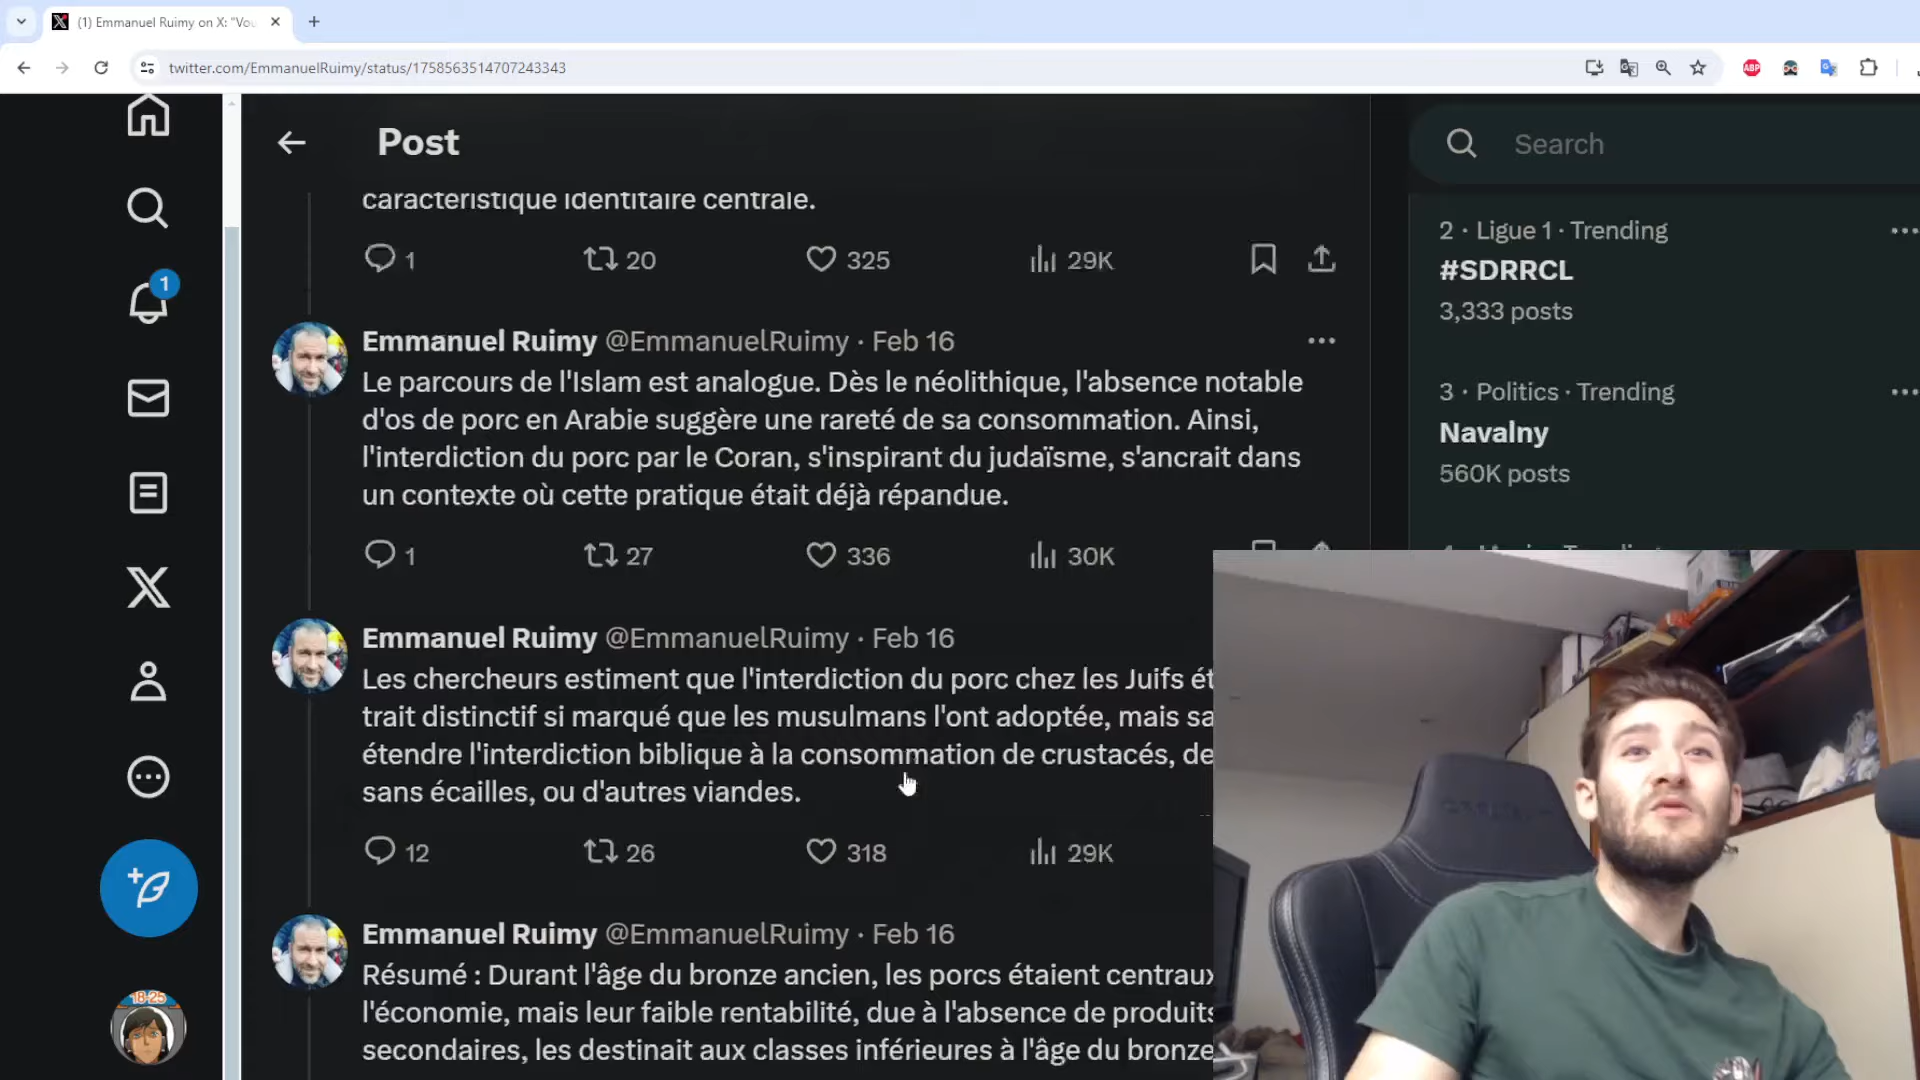 (1) Emmanuel Ruimy on X: "Vou
twitter.com/EmmanuelRuimy/status/1758563514707243343
ABP
Post
Search
caractéristique identitaire centrale.
1 20 325 29K
2 · Ligue 1 · Trending
#SDRRCL
3,333 posts
1
Emmanuel Ruimy @EmmanuelRuimy · Feb 16
Le parcours de l'Islam est analogue. Dès le néolithique, l'absence notable
d'os de porc en Arabie suggère une rareté de sa consommation. Ainsi,
l'interdiction du porc par le Coran, s'inspirant du judaïsme, s'ancrait dans
un contexte où cette pratique était déjà répandue.
1 27 336 30K
3 · Politics · Trending
Navalny
560K posts
Emmanuel Ruimy @EmmanuelRuimy · Feb 16
Les chercheurs estiment que l'interdiction du porc chez les Juifs ét
trait distinctif si marqué que les musulmans l'ont adoptée, mais sa
étendre l'interdiction biblique à la consommation de crustacés, de
sans écailles, ou d'autres viandes.
12 26 318 29K
Emmanuel Ruimy @EmmanuelRuimy · Feb 16
Résumé : Durant l'âge du bronze ancien, les porcs étaient centraux
l'économie, mais leur faible rentabilité, due à l'absence de produits
secondaires, les destinait aux classes inférieures à l'âge du bronze
18-25